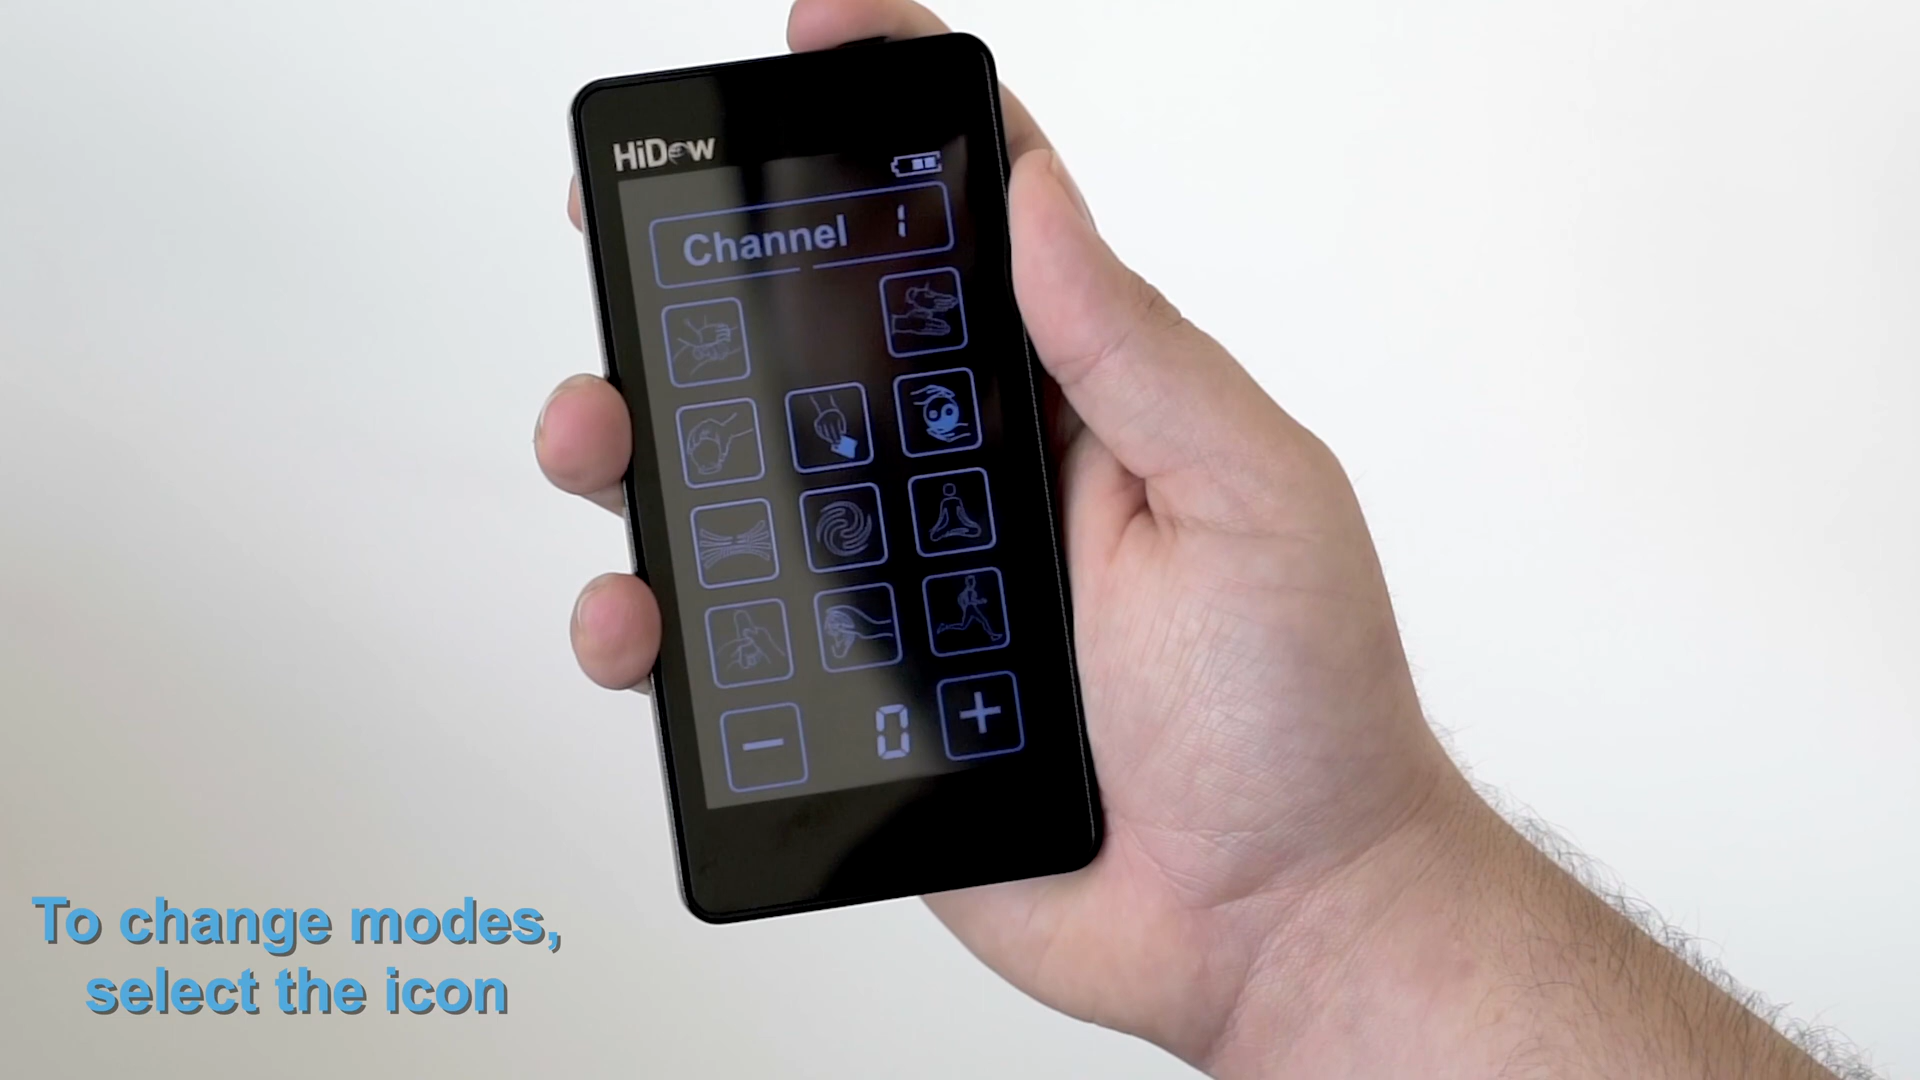 HiDow
Channel 1
0
To change modes,
select the icon